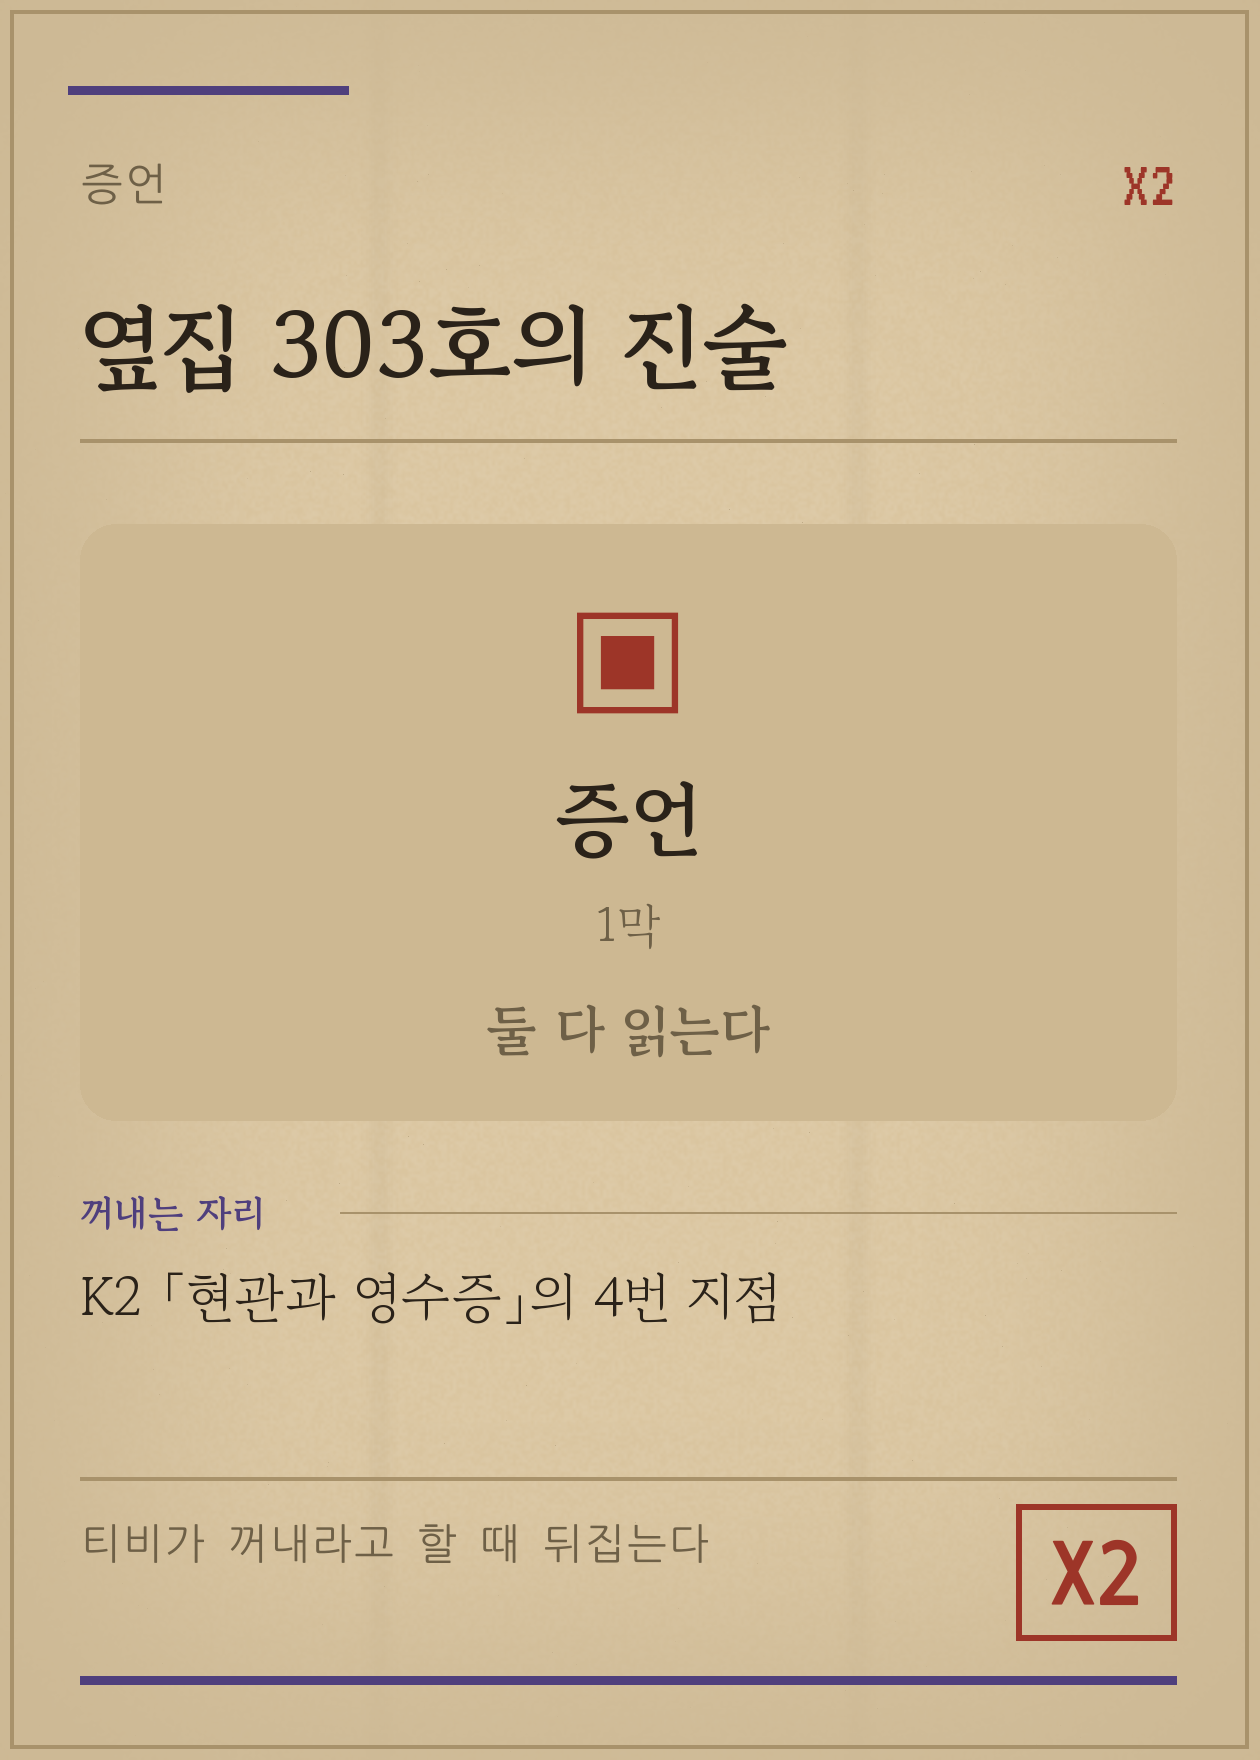 증언
X2
옆집 303호의 진술
증언
1막
둘 다 읽는다
꺼내는 자리
K2 「현관과 영수증」의 4번 지점
티비가 꺼내라고 할 때 뒤집는다
X2